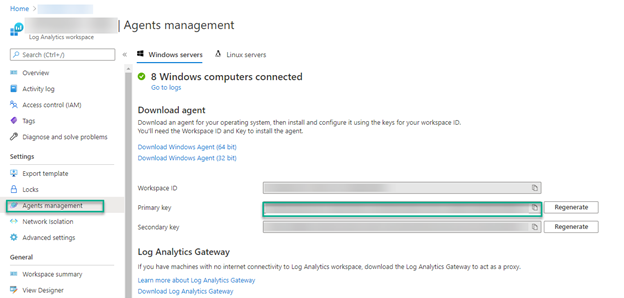 Home >
| Agents management
Log Analytics workspace
Search (Ctrl+/)
«
Overview
Activity log
Access control (IAM)
Tags
Diagnose and solve problems
Settings
Export template
Locks
Agents management
Network isolation
Advanced settings
General
Workspace summary
View Designer
Windows servers
Linux servers
8 Windows computers connected
Go to logs
Download agent
Download an agent for your operating system, then install and configure it using the keys for your workspace ID.
You'll need the Workspace ID and Key to install the agent.
Download Windows Agent (64 bit)
Download Windows Agent (32 bit)
Workspace ID
Primary key
Regenerate
Secondary key
Regenerate
Log Analytics Gateway
If you have machines with no internet connectivity to Log Analytics workspace, download the Log Analytics Gateway to act as a proxy.
Learn more about Log Analytics Gateway
Download Log Analytics Gateway